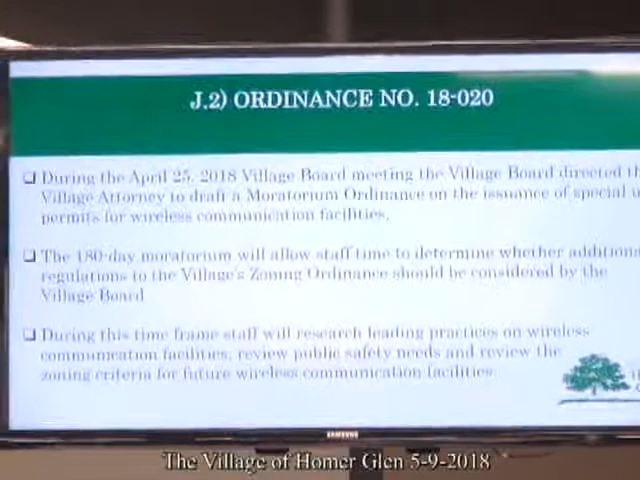 J.2) ORDINANCE NO. 18-020
During the April 25, 2018 Village Board meeting the Village Board directed th
Village Attorney to draft a Moratorium Ordinance on the issuance of special u
permits for wireless communication facilities.
The 180-day moratorium will allow staff time to determine whether additiona
regulations to the Village's Zoning Ordinance should be considered by the
Village Board
During this time frame staff will research leading practices on wireless
communication facilities, review public safety needs and review the
zoning criteria for future wireless communication facilities.
SAMSUNG
The Village of Homer Glen 5-9-2018